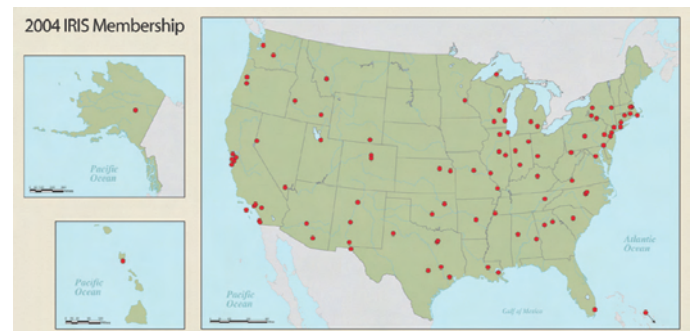 2004 IRIS Membership
Pacific
Ocean
Pacific
Ocean
Pacific
Ocean
Gulf of Mexico
Atlantic
Ocean